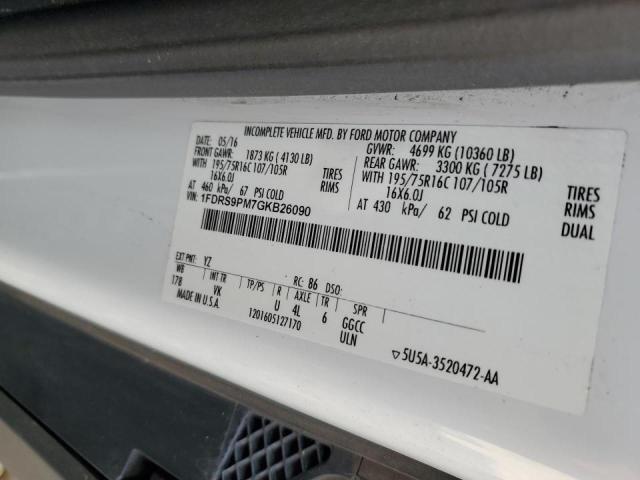 INCOMPLETE VEHICLE MFD. BY FORD MOTOR COMPANY
DATE: 05/16 GVWR: 4699 KG (10360 LB)
FRONT GAWR: 1873 KG (4130 LB) REAR GAWR: 3300 KG (7275 LB)
WITH 195/75R16C 107/105R TIRES WITH 195/75R16C 107/105R TIRES
16X6.0J RIMS 16X6.0J RIMS
AT 460 kPa/ 67 PSI COLD AT 430 kPa/ 62 PSI COLD DUAL
VIN: 1FDRS9PM7GKB26090
EXT PNT: YZ RC: 86 DSO:
WB INT TR TP/PS R AXLE TR SPR
178 VK U 4L 6 GGCC
MADE IN U.S.A. 1201605127170 ULN
5U5A-3520472-AA